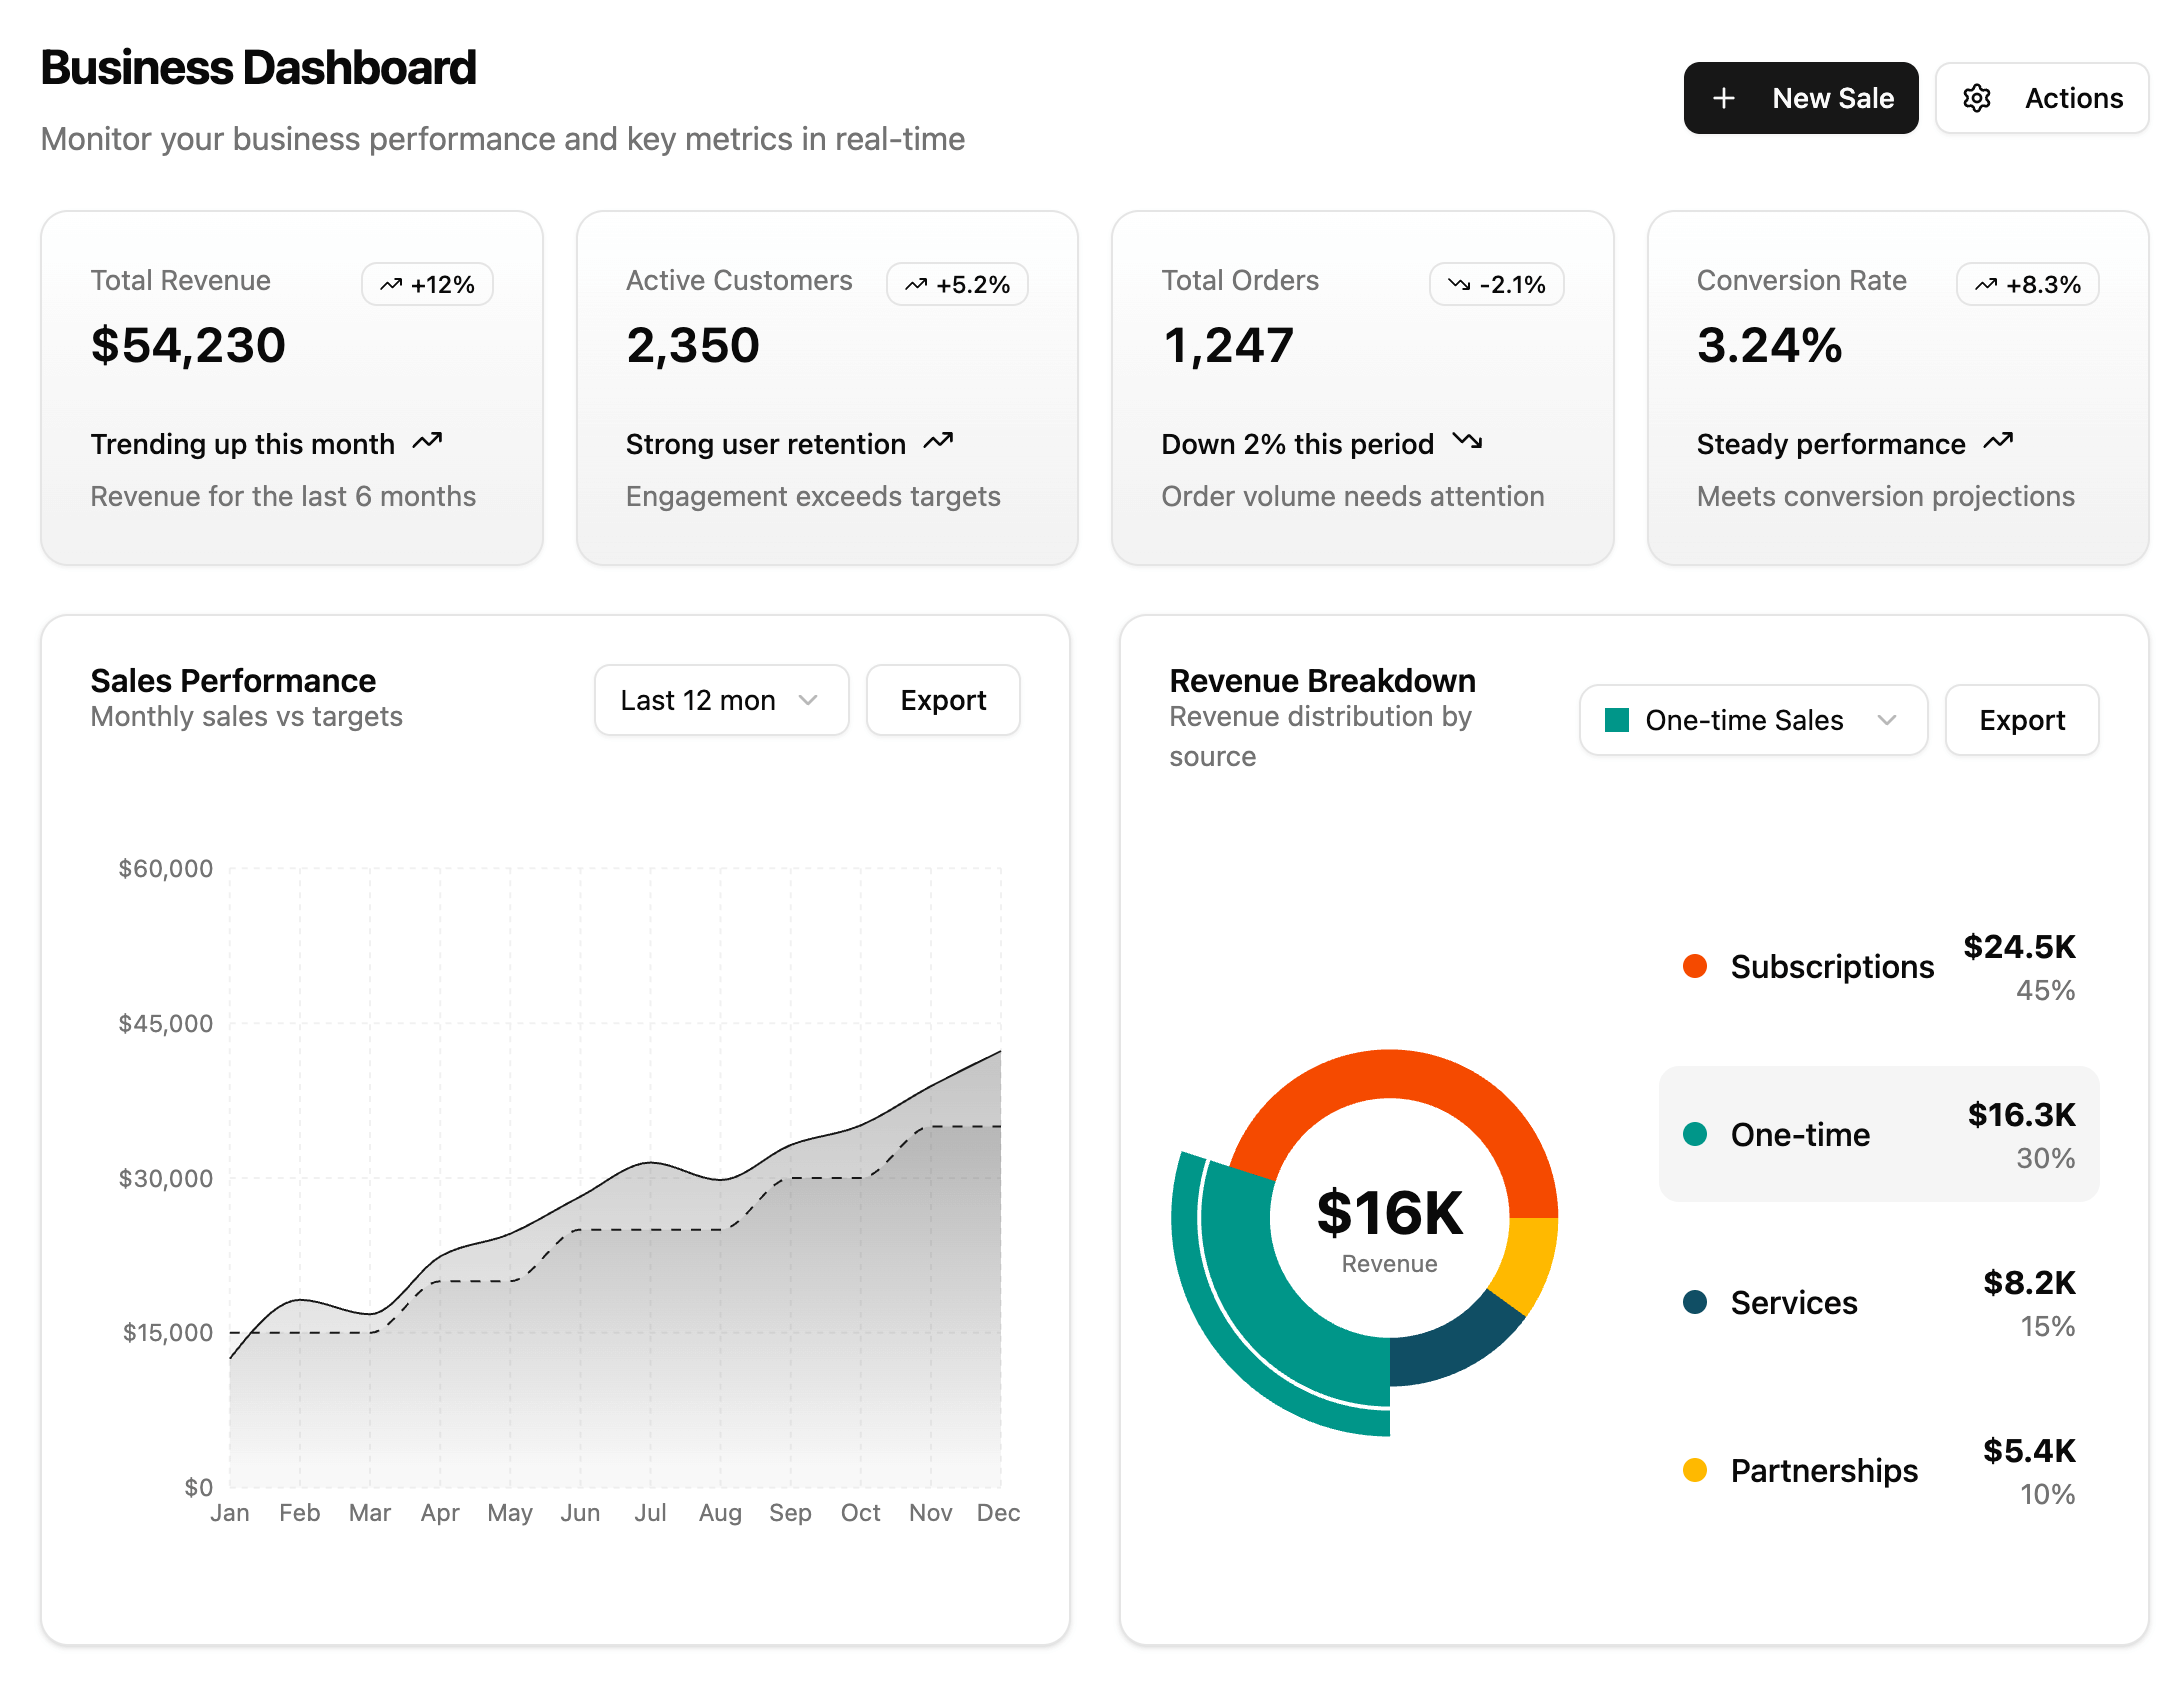 Business Dashboard
Monitor your business performance and key metrics in real-time
New Sale
Actions
Total Revenue
+12%
$54,230
Trending up this month
Revenue for the last 6 months
Active Customers
+5.2%
2,350
Strong user retention
Engagement exceeds targets
Total Orders
-2.1%
1,247
Down 2% this period
Order volume needs attention
Conversion Rate
+8.3%
3.24%
Steady performance
Meets conversion projections
Sales Performance
Monthly sales vs targets
Last 12 mon
Export
$60,000
$45,000
$30,000
$15,000
$0
Jan Feb Mar Apr May Jun Jul Aug Sep Oct Nov Dec
Revenue Breakdown
Revenue distribution by
source
One-time Sales
Export
$16K
Revenue
Subscriptions
$24.5K
45%
One-time
$16.3K
30%
Services
$8.2K
15%
Partnerships
$5.4K
10%